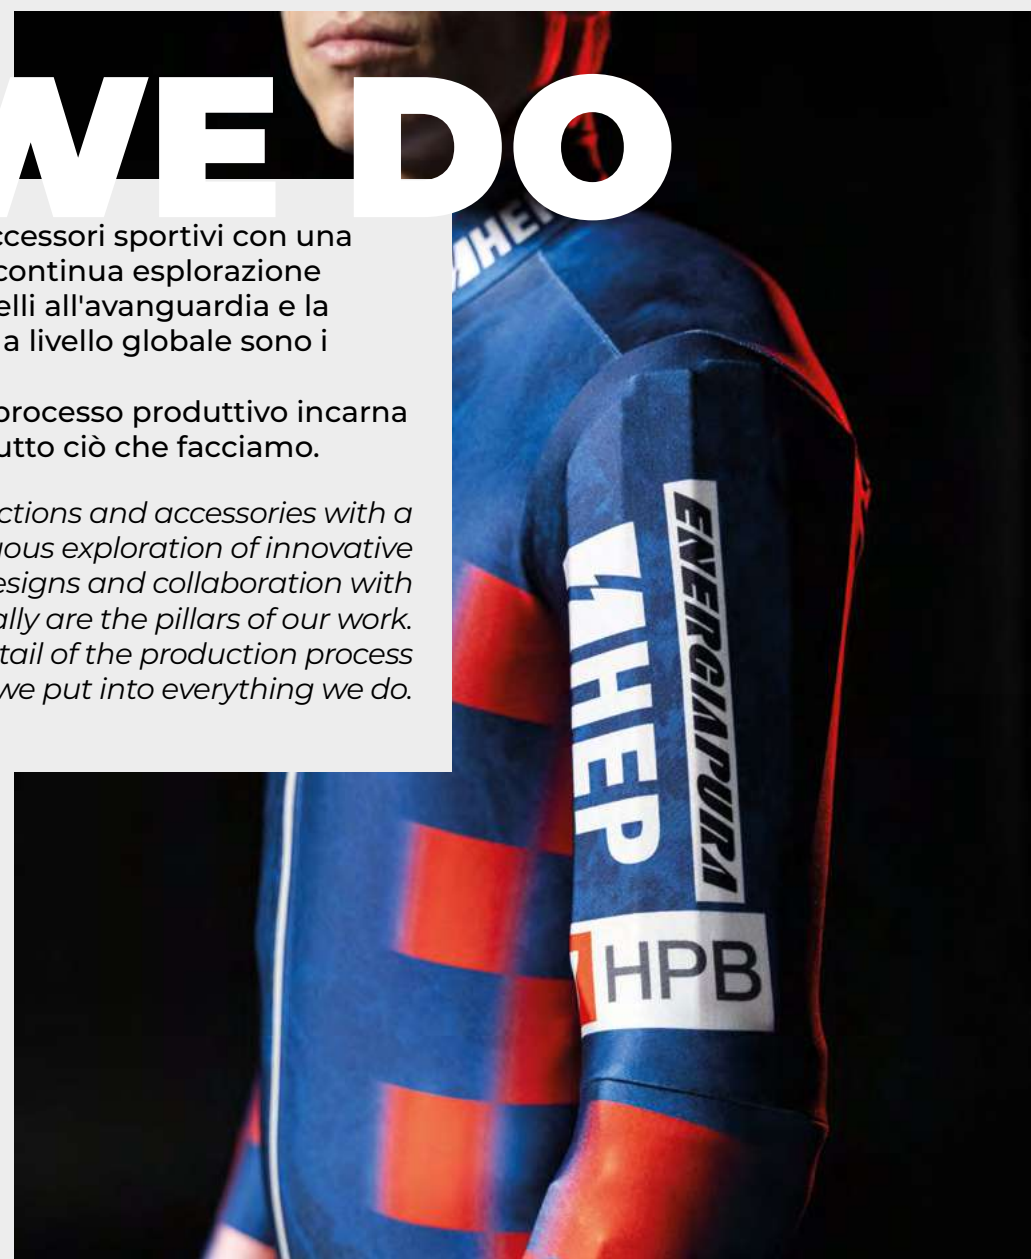 WE DO
ccessori sportivi con una
continua esplorazione
elli all'avanguardia e la
a livello globale sono i
processo produttivo incarna
utto ciò che facciamo.
ctions and accessories with a
uous exploration of innovative
esigns and collaboration with
ally are the pillars of our work.
tail of the production process
we put into everything we do.
HEP
ENERGIAPURA
HEP
HPB